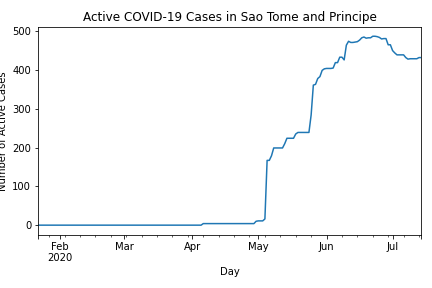 Active COVID-19 Cases in Sao Tome and Principe
Number of Active Cases
500
400
300
200
100
0
Feb
2020
Mar
Apr
May
Jun
Jul
Day